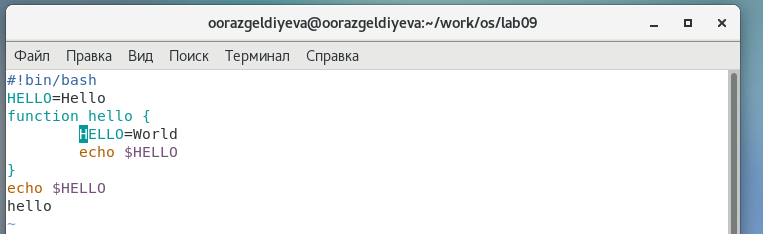 oorazgeldiyeva@oorazgeldiyeva:~/work/os/lab09
Файл Правка Вид Поиск Терминал Справка
#!bin/bash
HELLO=Hello
function hello {
        HELLO=World
        echo $HELLO
}
echo $HELLO
hello
~